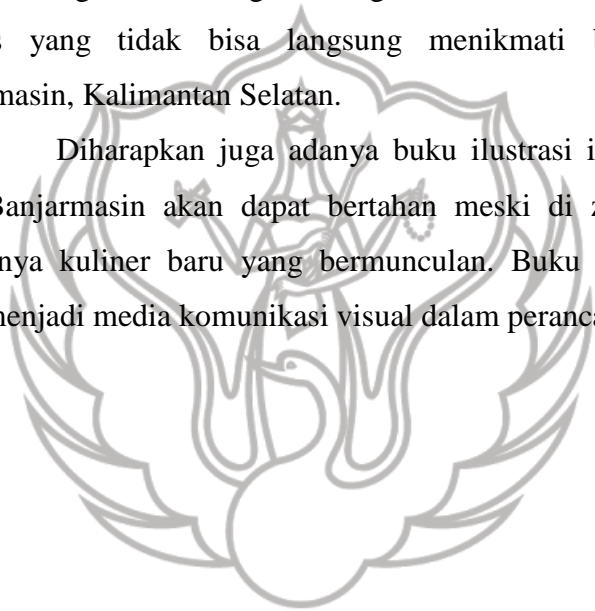 yang tidak bisa langsung menikmati
masin, Kalimantan Selatan.
Diharapkan juga adanya buku ilustrasi i
Banjarmasin akan dapat bertahan meski di z
nya kuliner baru yang bermunculan. Buku
menjadi media komunikasi visual dalam peranca